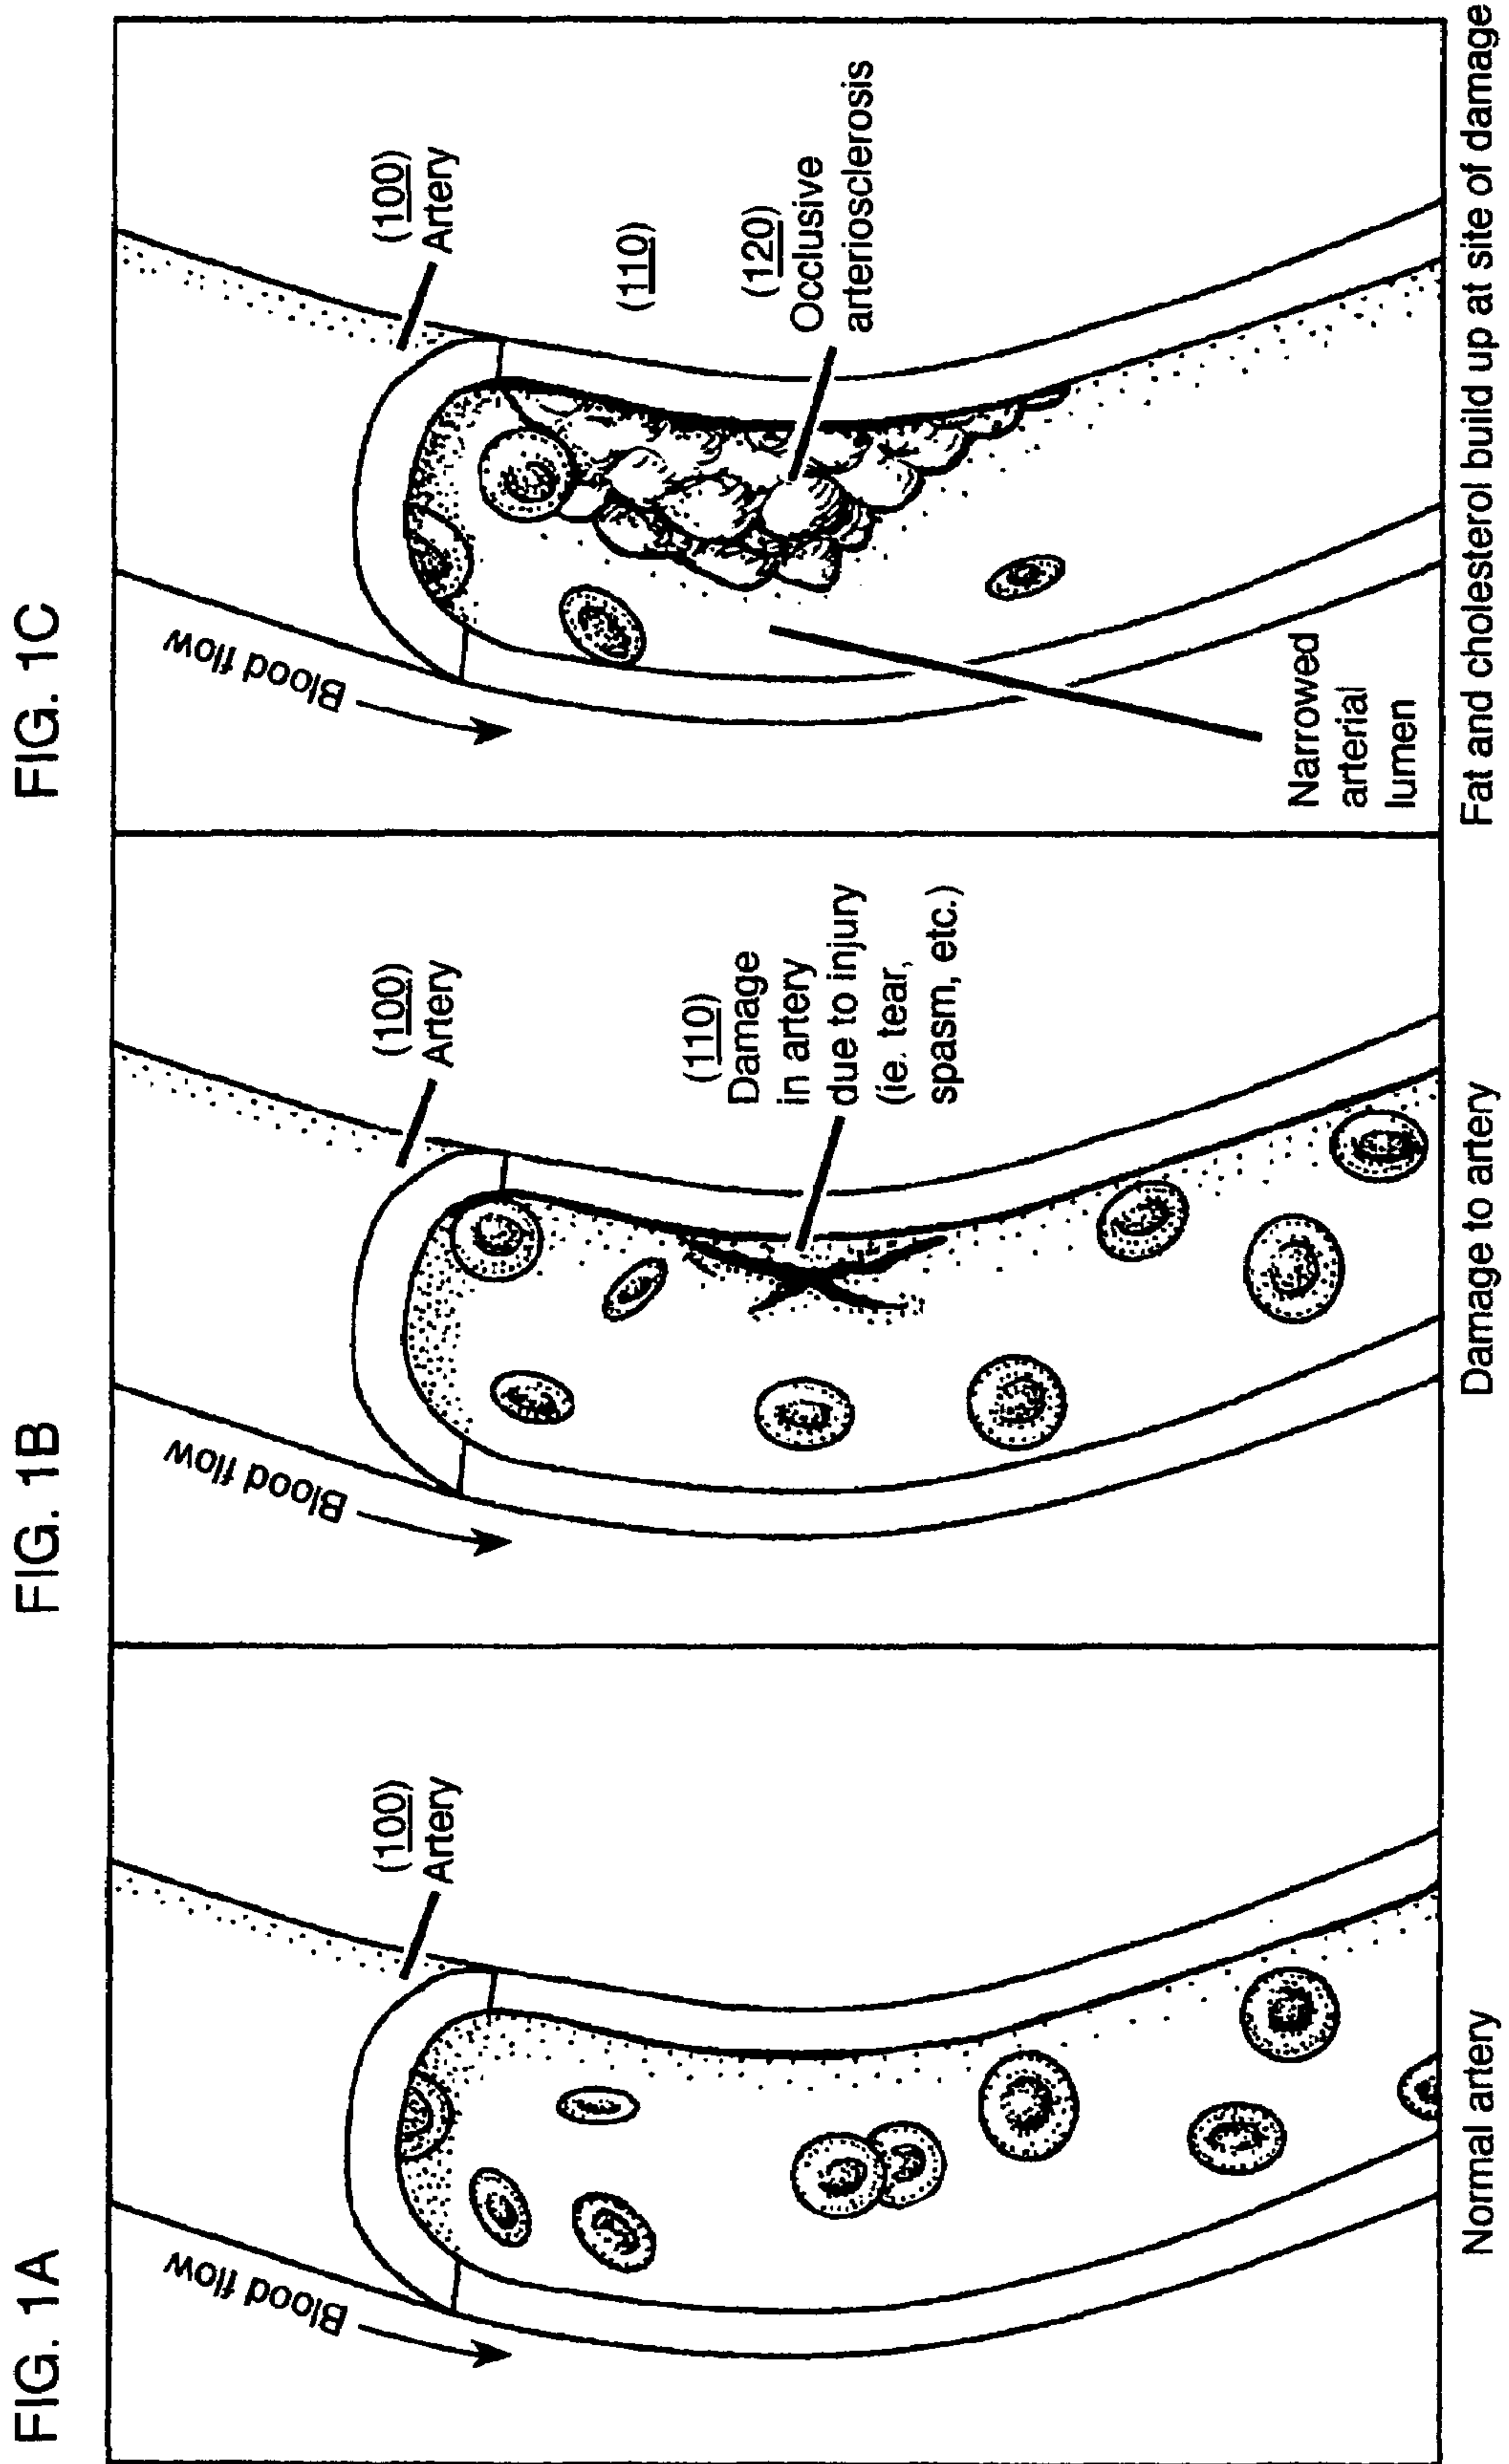 FIG. 1A
Blood flow
(100)
Artery
Normal artery
FIG. 1B
Blood flow
(100)
Artery
(110)
Damage
in artery
due to injury
(ie. tear,
spasm, etc.)
Damage to artery
FIG. 1C
Blood flow
(100)
Artery
(110)
(120)
Occlusive
arteriosclerosis
Narrowed
arterial
lumen
Fat and cholesterol build up at site of damage